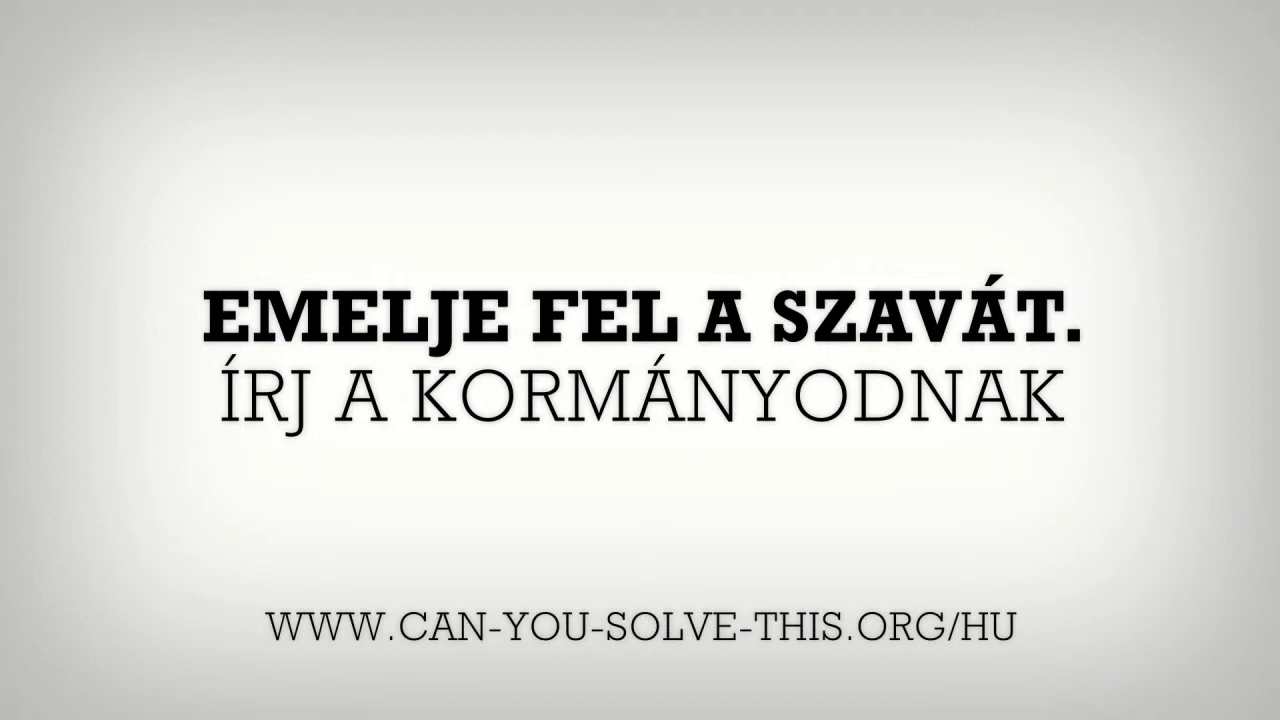 EMELJE FEL A SZAVÁT.
ÍRJ A KORMÁNYODNAK
WWW.CAN-YOU-SOLVE-THIS.ORG/HU